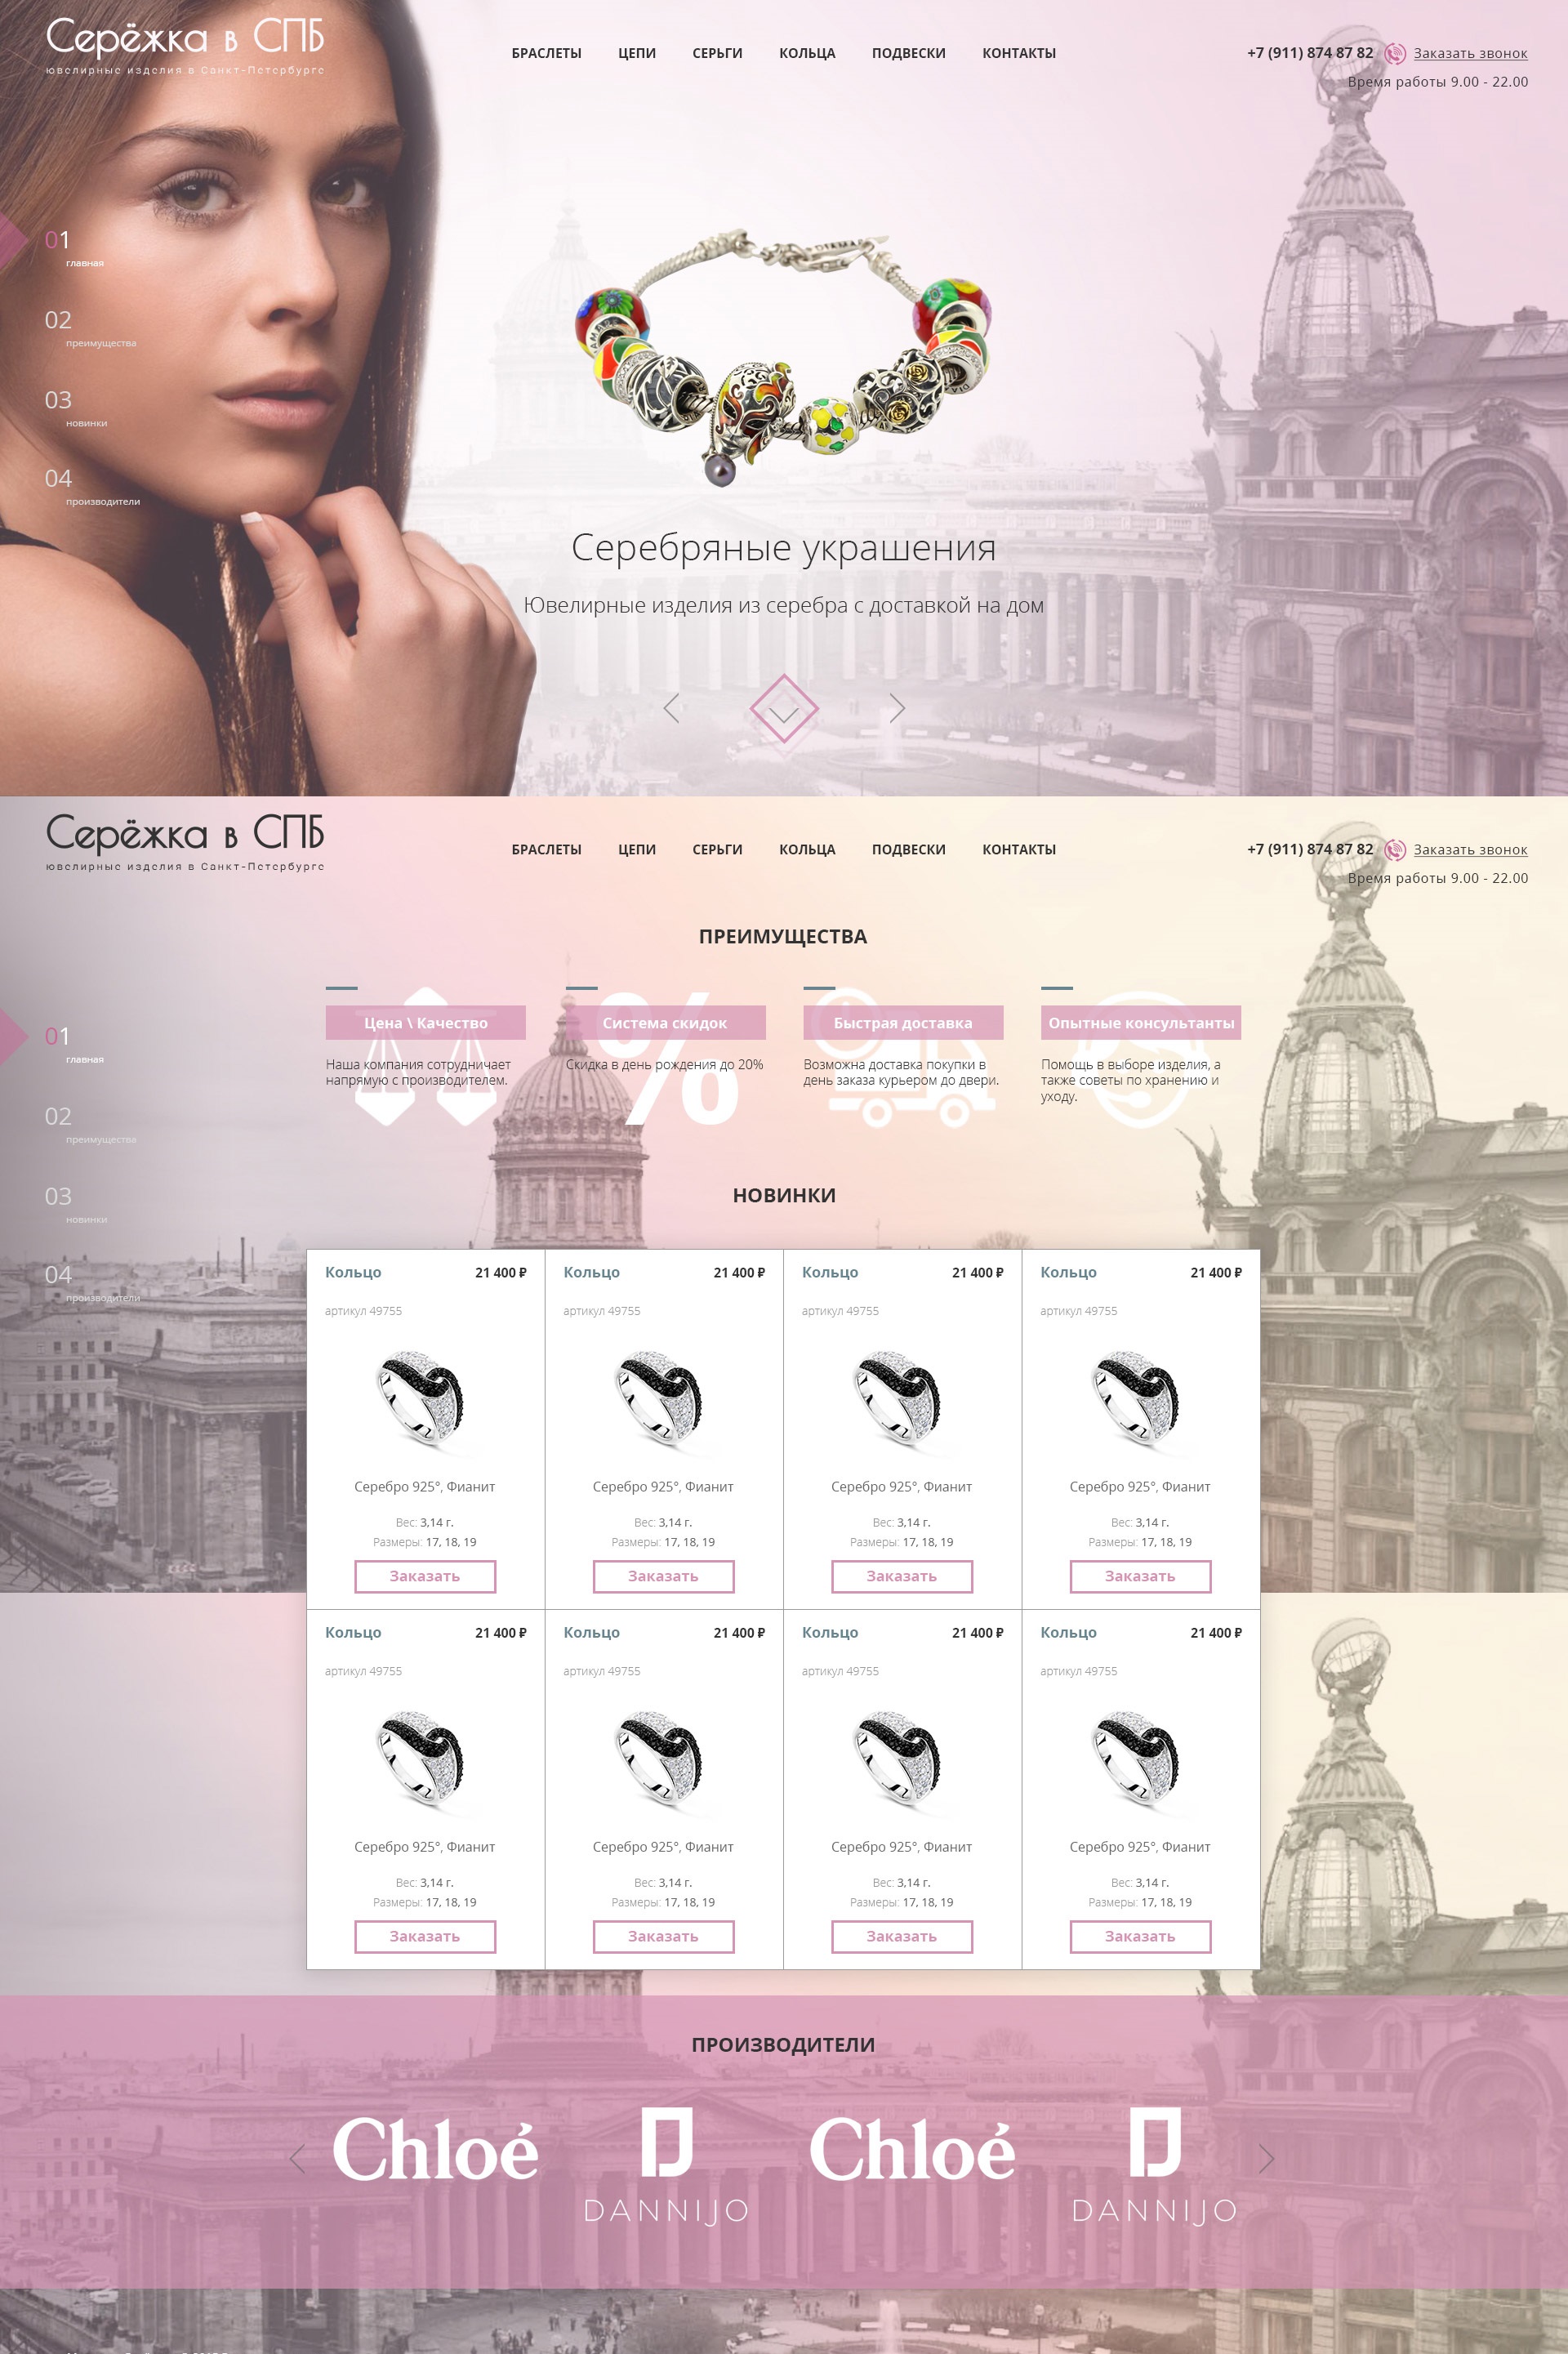 Серёжка в СПБ
ювелирные изделия в Санкт-Петербурге
БРАСЛЕТЫ ЦЕПИ СЕРЬГИ КОЛЬЦА ПОДВЕСКИ КОНТАКТЫ
+7 (911) 874 87 82 Заказать звонок
Время работы 9.00 - 22.00
01
главная
02
преимущества
03
новинки
04
производители
Серебряные украшения
Ювелирные изделия из серебра с доставкой на дом
Серёжка в СПБ
ювелирные изделия в Санкт-Петербурге
БРАСЛЕТЫ ЦЕПИ СЕРЬГИ КОЛЬЦА ПОДВЕСКИ КОНТАКТЫ
+7 (911) 874 87 82 Заказать звонок
Время работы 9.00 - 22.00
01
главная
02
преимущества
03
новинки
04
производители
ПРЕИМУЩЕСТВА
Цена \ Качество
Наша компания сотрудничает
напрямую с производителем.
Система скидок
%
Скидка в день рождения до 20%
Быстрая доставка
Возможна доставка покупки в
день заказа курьером до двери.
Опытные консультанты
Помощь в выборе изделия, а
также советы по хранению и
уходу.
НОВИНКИ
Кольцо 21 400 ₽ Кольцо 21 400 ₽ Кольцо 21 400 ₽ Кольцо 21 400 ₽
артикул 49755 артикул 49755 артикул 49755 артикул 49755
Серебро 925°, Фианит Серебро 925°, Фианит Серебро 925°, Фианит Серебро 925°, Фианит
Вес: 3,14 г. Вес: 3,14 г. Вес: 3,14 г. Вес: 3,14 г.
Размеры: 17, 18, 19 Размеры: 17, 18, 19 Размеры: 17, 18, 19 Размеры: 17, 18, 19
Заказать Заказать Заказать Заказать
Кольцо 21 400 ₽ Кольцо 21 400 ₽ Кольцо 21 400 ₽ Кольцо 21 400 ₽
артикул 49755 артикул 49755 артикул 49755 артикул 49755
Серебро 925°, Фианит Серебро 925°, Фианит Серебро 925°, Фианит Серебро 925°, Фианит
Вес: 3,14 г. Вес: 3,14 г. Вес: 3,14 г. Вес: 3,14 г.
Размеры: 17, 18, 19 Размеры: 17, 18, 19 Размеры: 17, 18, 19 Размеры: 17, 18, 19
Заказать Заказать Заказать Заказать
ПРОИЗВОДИТЕЛИ
Chloé Chloé
DANNIJO DANNIJO